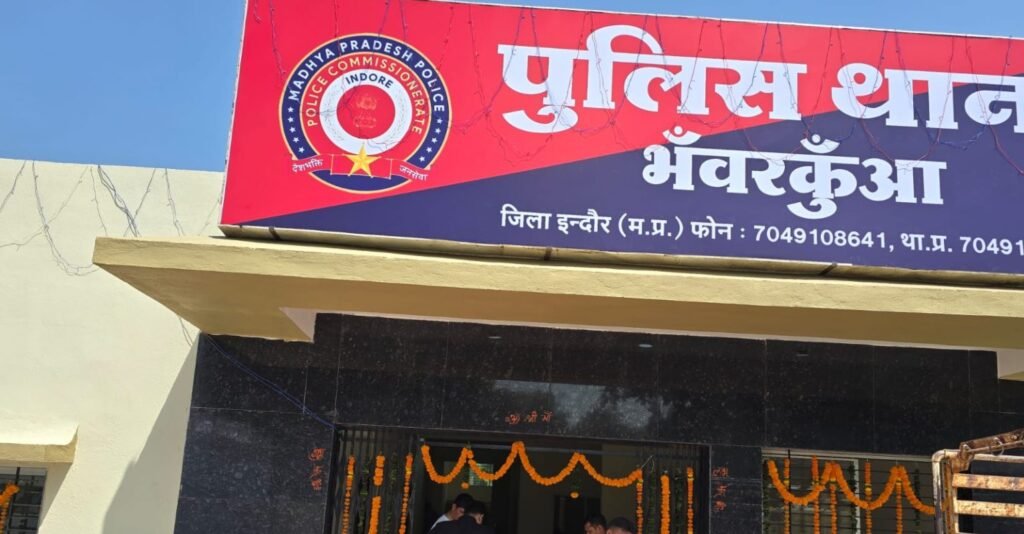 MADHYA PRADESH POLICE
POLICE COMMISSIONERATE
INDORE
देशभक्ति जनसेवा
पुलिस थान
भँवरकुँआ
जिला इन्दौर (म.प्र.) फोन : 7049108641, था.प्र. 70491